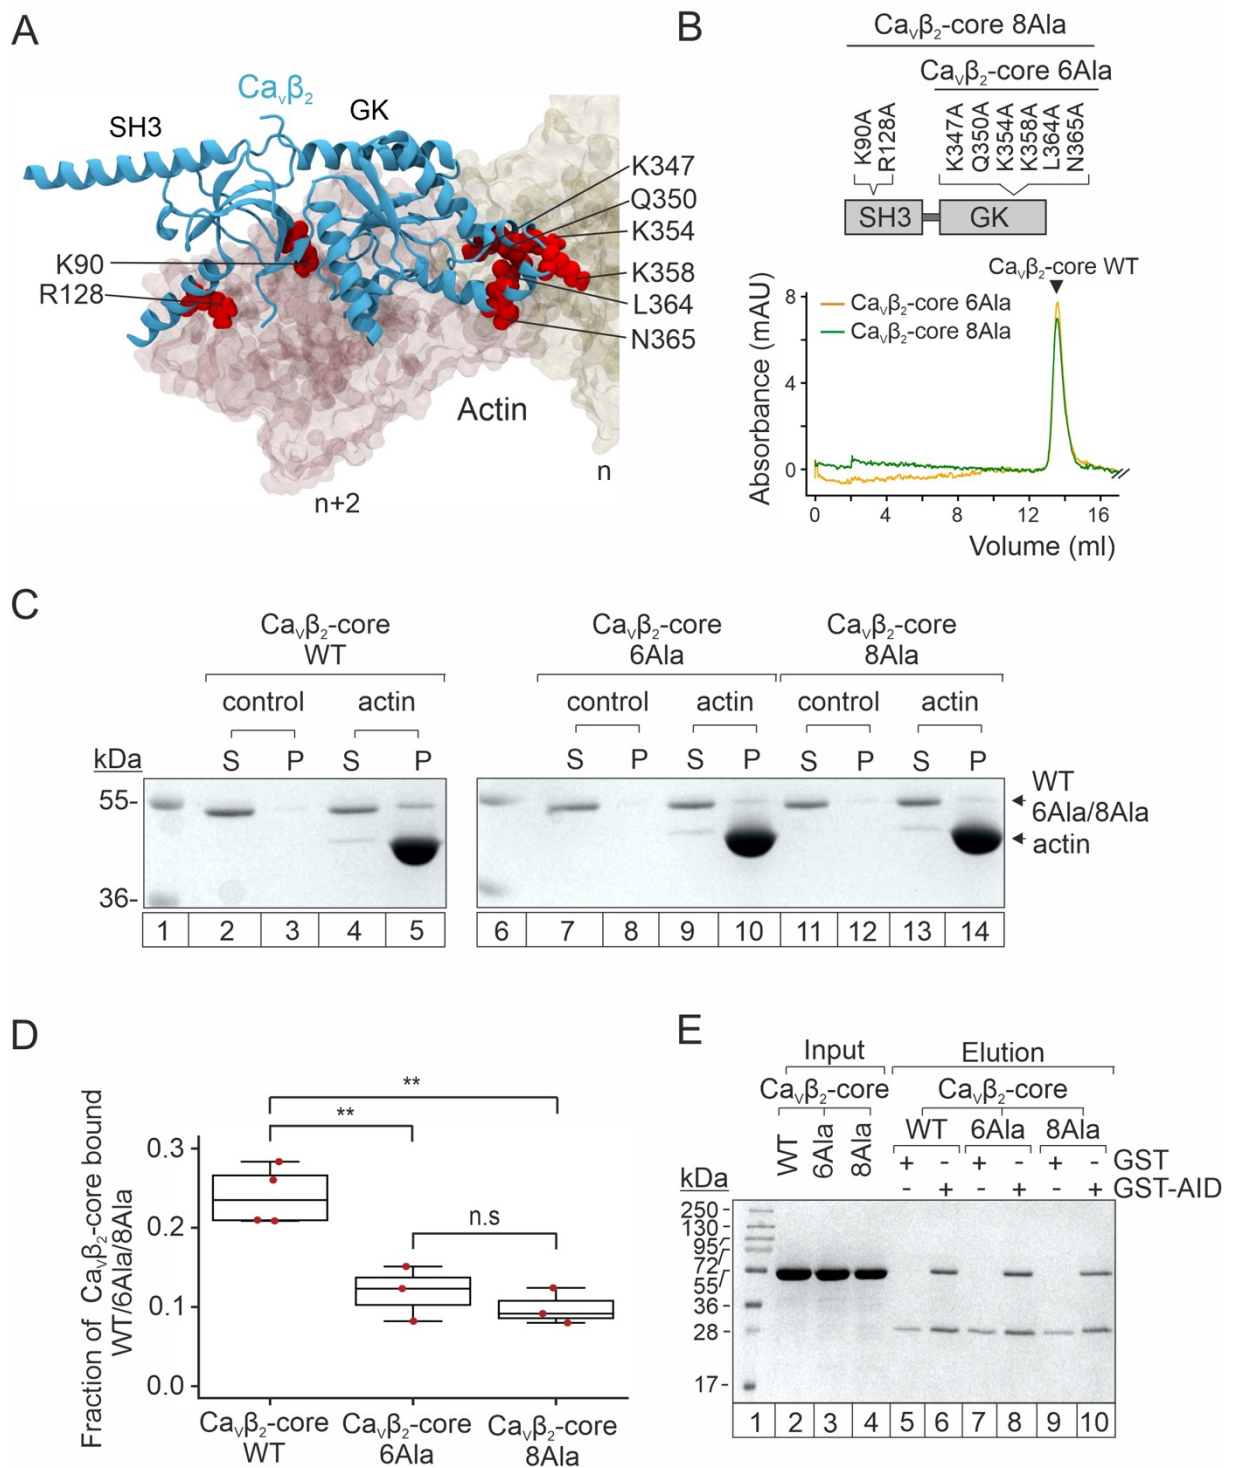 A
Caᵥβ₂
SH3
GK
K347
Q350
K354
K358
L364
N365
K90
R128
Actin
n
n+2
B
Caᵥβ₂-core 8Ala
Caᵥβ₂-core 6Ala
K90A
R128A
K347A
Q350A
K354A
K358A
L364A
N365A
SH3
GK
Caᵥβ₂-core WT
Caᵥβ₂-core 6Ala
Caᵥβ₂-core 8Ala
Absorbance (mAU)
8
4
0
0 4 8 12 16
Volume (ml)
C
Caᵥβ₂-core
WT
Caᵥβ₂-core
6Ala
Caᵥβ₂-core
8Ala
control actin control actin control actin
kDa S P S P S P S P S P S P
55-
36-
WT
6Ala/8Ala
actin
1 2 3 4 5 6 7 8 9 10 11 12 13 14
D
Fraction of Caᵥβ₂-core bound
WT/6Ala/8Ala
**
**
n.s
0.3
0.2
0.1
0.0
Caᵥβ₂-core
WT
Caᵥβ₂-core
6Ala
Caᵥβ₂-core
8Ala
E
Input Elution
Caᵥβ₂-core Caᵥβ₂-core
WT
6Ala
8Ala
WT 6Ala 8Ala
+ - + - + - GST
- + - + - + GST-AID
kDa
250-
130-
95/
72/
55/
36-
28-
17-
1 2 3 4 5 6 7 8 9 10